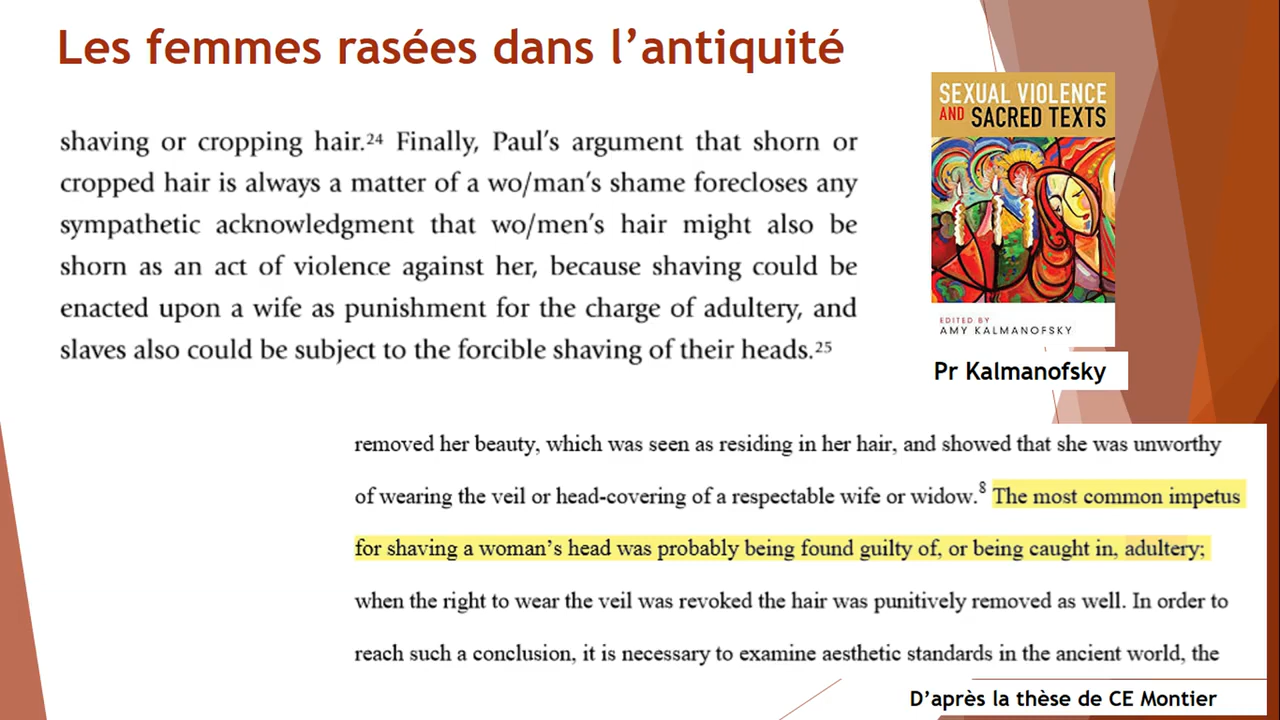 Les femmes rasées dans l’antiquité
shaving or cropping hair.24 Finally, Paul’s argument that shorn or
cropped hair is always a matter of a wo/man’s shame forecloses any
sympathetic acknowledgment that wo/men’s hair might also be
shorn as an act of violence against her, because shaving could be
enacted upon a wife as punishment for the charge of adultery, and
slaves also could be subject to the forcible shaving of their heads.25
SEXUAL VIOLENCE
AND SACRED TEXTS
EDITED BY
AMY KALMANOFSKY
Pr Kalmanofsky
removed her beauty, which was seen as residing in her hair, and showed that she was unworthy
of wearing the veil or head-covering of a respectable wife or widow.8 The most common impetus
for shaving a woman’s head was probably being found guilty of, or being caught in, adultery;
when the right to wear the veil was revoked the hair was punitively removed as well. In order to
reach such a conclusion, it is necessary to examine aesthetic standards in the ancient world, the
D’après la thèse de CE Montier